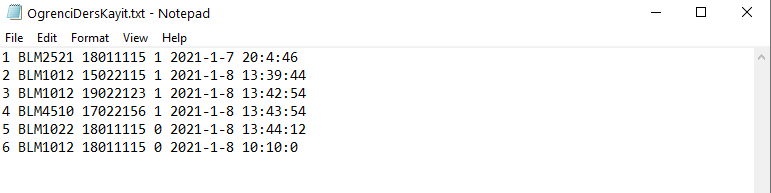 OgrenciDersKayit.txt - Notepad
File Edit Format View Help
1 BLM2521 18011115 1 2021-1-7 20:4:46
2 BLM1012 15022115 1 2021-1-8 13:39:44
3 BLM1012 19022123 1 2021-1-8 13:42:54
4 BLM4510 17022156 1 2021-1-8 13:43:54
5 BLM1022 18011115 0 2021-1-8 13:44:12
6 BLM1012 18011115 0 2021-1-8 10:10:0